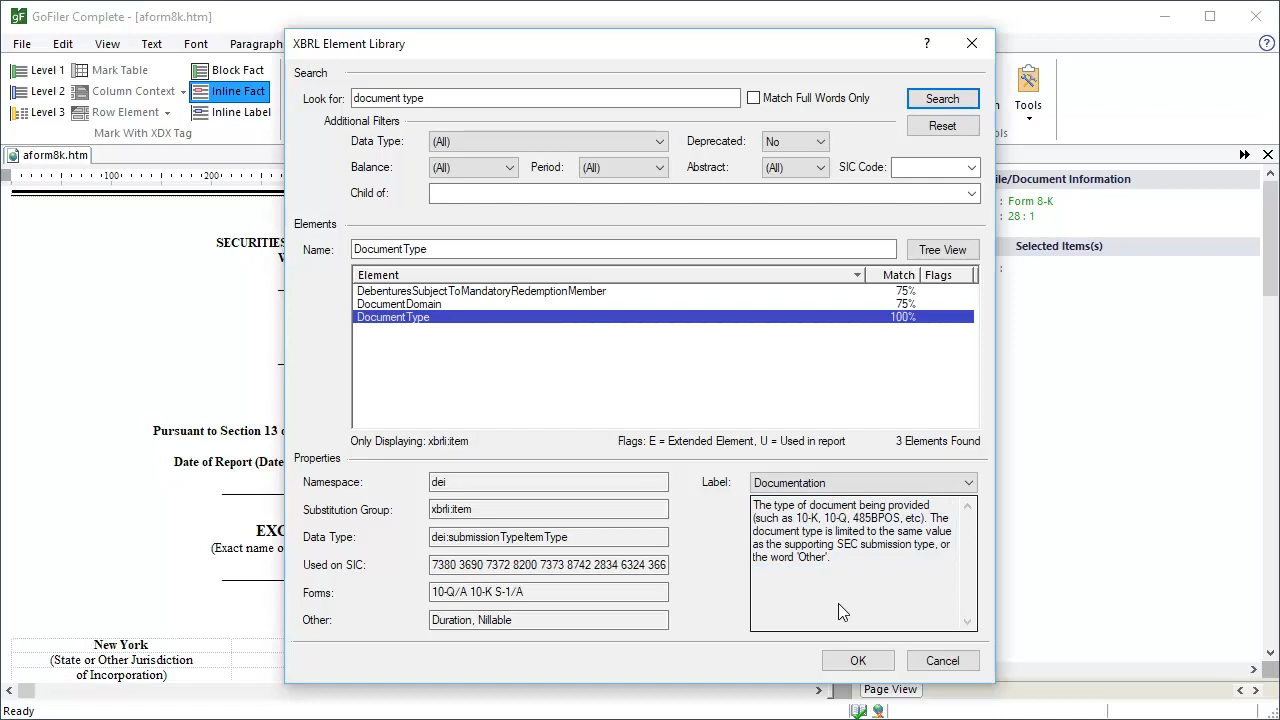 GoFiler Complete - [aform8k.htm]
File Edit View Text Font Paragraph
Level 1 Mark Table Block Fact
Level 2 Column Context Inline Fact
Level 3 Row Element Inline Label
Mark With XDX Tag
Tools
aform8k.htm
100 200
SECURITIES
Pursuant to Section 13
Date of Report (Date
(Exact name o
New York
(State or Other Jurisdiction
of Incorporation)
XBRL Element Library
?
Search
Look for: document type Match Full Words Only Search
Additional Filters Reset
Data Type: (All) Deprecated: No
Balance: (All) Period: (All) Abstract: (All) SIC Code:
Child of:
Elements
Name: DocumentType Tree View
Element Match Flags
DebenturesSubjectToMandatoryRedemptionMember 75%
DocumentDomain 75%
DocumentType 100%
Only Displaying: xbrli:item Flags: E = Extended Element, U = Used in report 3 Elements Found
Properties
Namespace: dei
Substitution Group: xbrli:item
Data Type: dei:submissionTypeItemType
Used on SIC: 7380 3690 7372 8200 7373 8742 2834 6324 366
Forms: 10-Q/A 10-K S-1/A
Other: Duration, Nillable
Label: Documentation
The type of document being provided
(such as 10-K, 10-Q, 485BPOS, etc). The
document type is limited to the same value
as the supporting SEC submission type, or
the word 'Other'.
OK Cancel
ile/Document Information
: Form 8-K
: 28 : 1
Selected Items(s)
:
Page View
Ready